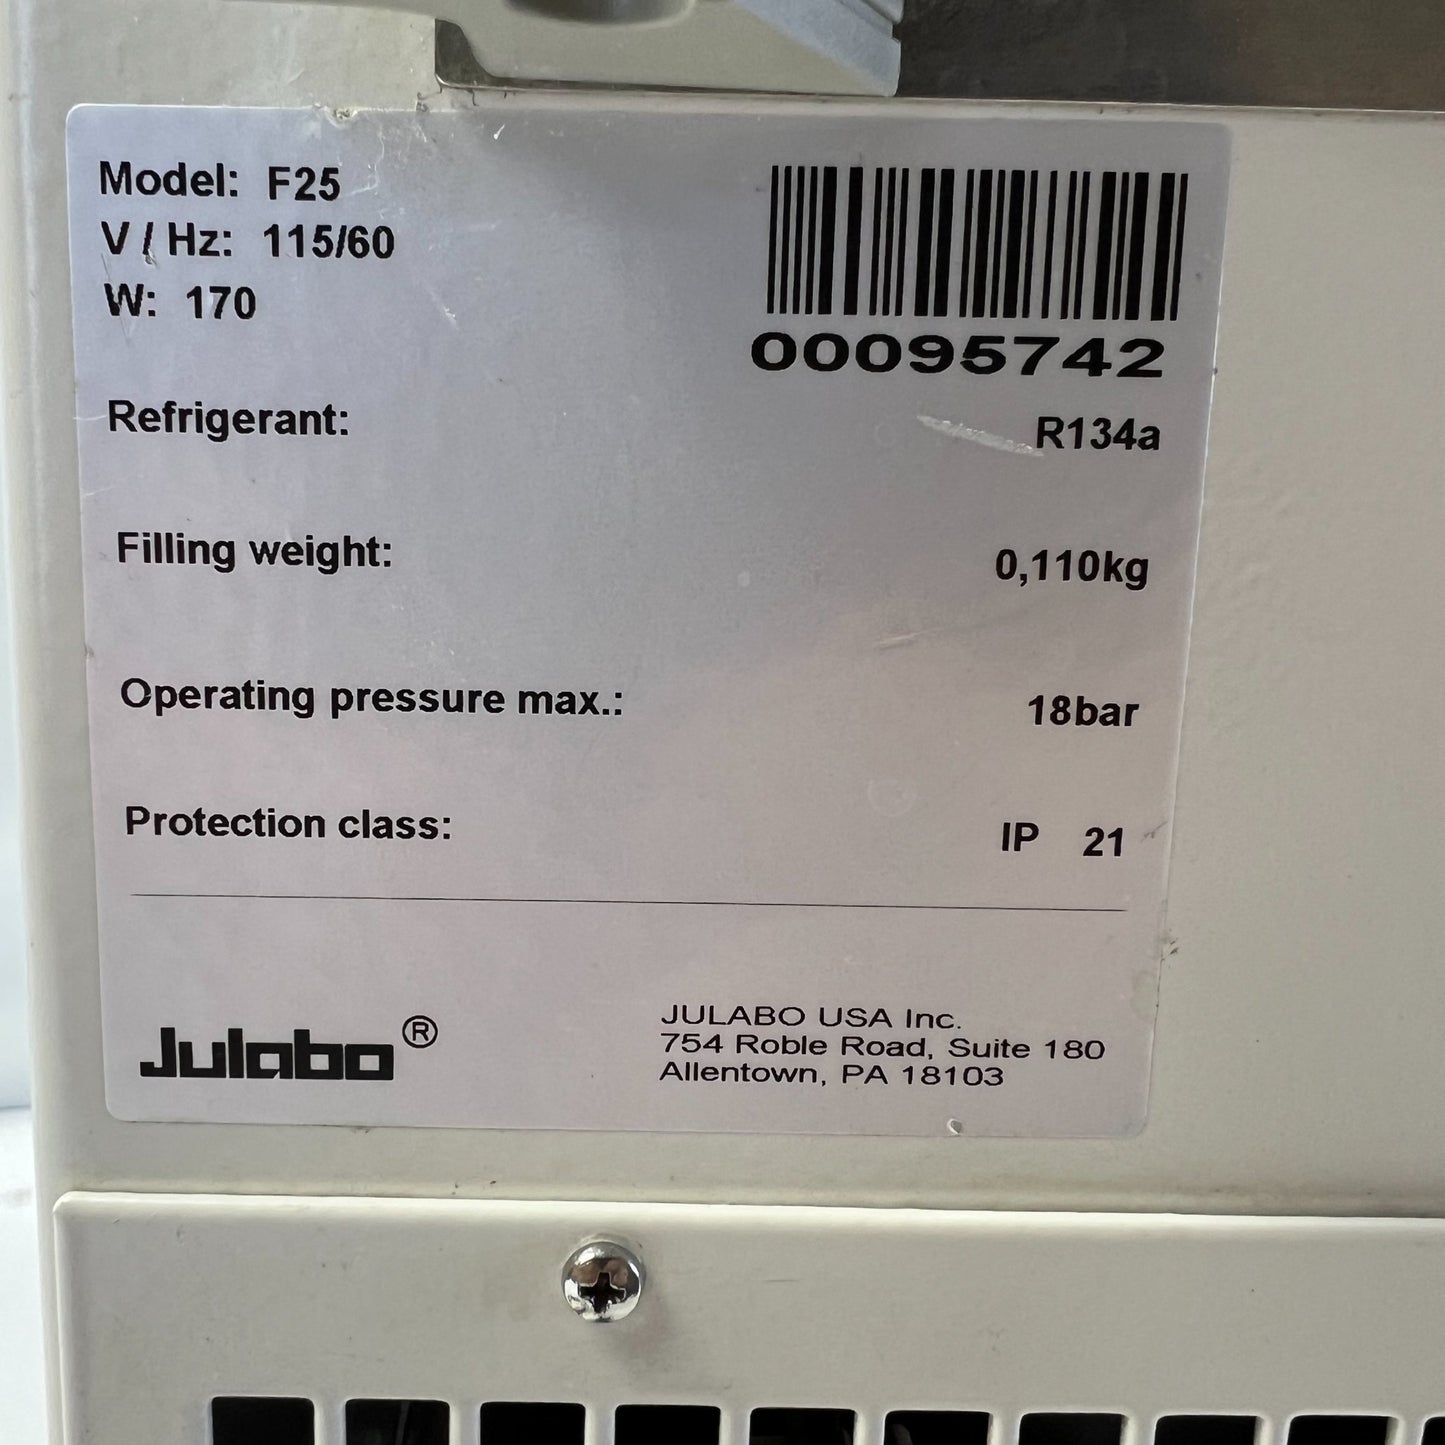 Model: F25
V / Hz: 115/60
W: 170
00095742
Refrigerant: R134a
Filling weight: 0,110kg
Operating pressure max.: 18bar
Protection class: IP 21
Julabo®
JULABO USA Inc.
754 Roble Road, Suite 180
Allentown, PA 18103